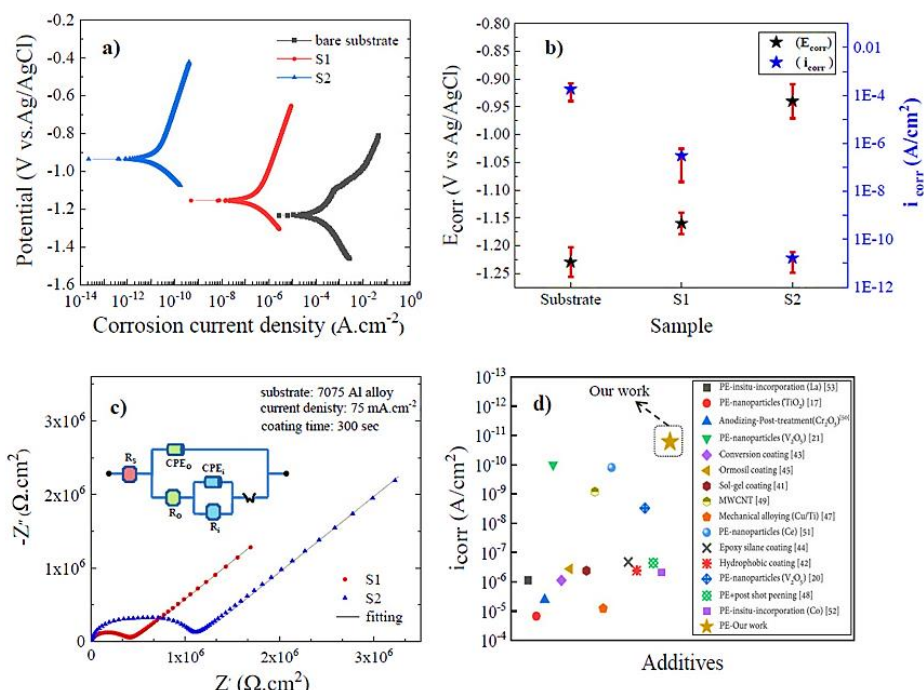 a)
bare substrate
S1
S2
Potential (V vs.Ag/AgCl)
-0.2
-0.4
-0.6
-0.8
-1.0
-1.2
-1.4
-1.6
10⁻¹⁴ 10⁻¹² 10⁻¹⁰ 10⁻⁸ 10⁻⁶ 10⁻⁴ 10⁻² 10⁰
Corrosion current density (A.cm⁻²)
b)
(E_corr)
(i_corr)
E_corr (V vs Ag/AgCl)
-0.80
-0.85
-0.90
-0.95
-1.00
-1.05
-1.10
-1.15
-1.20
-1.25
0.01
1E-4
1E-6
1E-8
1E-10
1E-12
i_corr (A/cm²)
Substrate S1 S2
Sample
c)
substrate: 7075 Al alloy
current denisty: 75 mA.cm⁻²
coating time: 300 sec
R_s
CPE_o
CPE_i
R_o
R_i
W
-Z'' (Ω.cm²)
3x10⁶
2x10⁶
1x10⁶
0
S1
S2
fitting
0 1x10⁶ 2x10⁶ 3x10⁶
Z' (Ω.cm²)
d)
Our work
icorr (A/cm²)
10⁻¹³
10⁻¹²
10⁻¹¹
10⁻¹⁰
10⁻⁹
10⁻⁸
10⁻⁷
10⁻⁶
10⁻⁵
10⁻⁴
PE-insitu-incorporation (La) [53]
PE-nanoparticles (TiO₂) [17]
Anodizing-Post-treatment(Cr₂O₃)[50]
PE-nanoparticles (V₂O₅) [21]
Conversion coating [43]
Ormosil coating [45]
Sol-gel coating [41]
MWCNT [49]
Mechanical alloying (Cu/Ti) [47]
PE-nanoparticles (Ce) [51]
Epoxy silane coating [44]
Hydrophobic coating [42]
PE-nanoparticles (V₂O₅) [20]
PE+post shot peening [48]
PE-insitu-incorporation (Co) [52]
PE-Our work
Additives